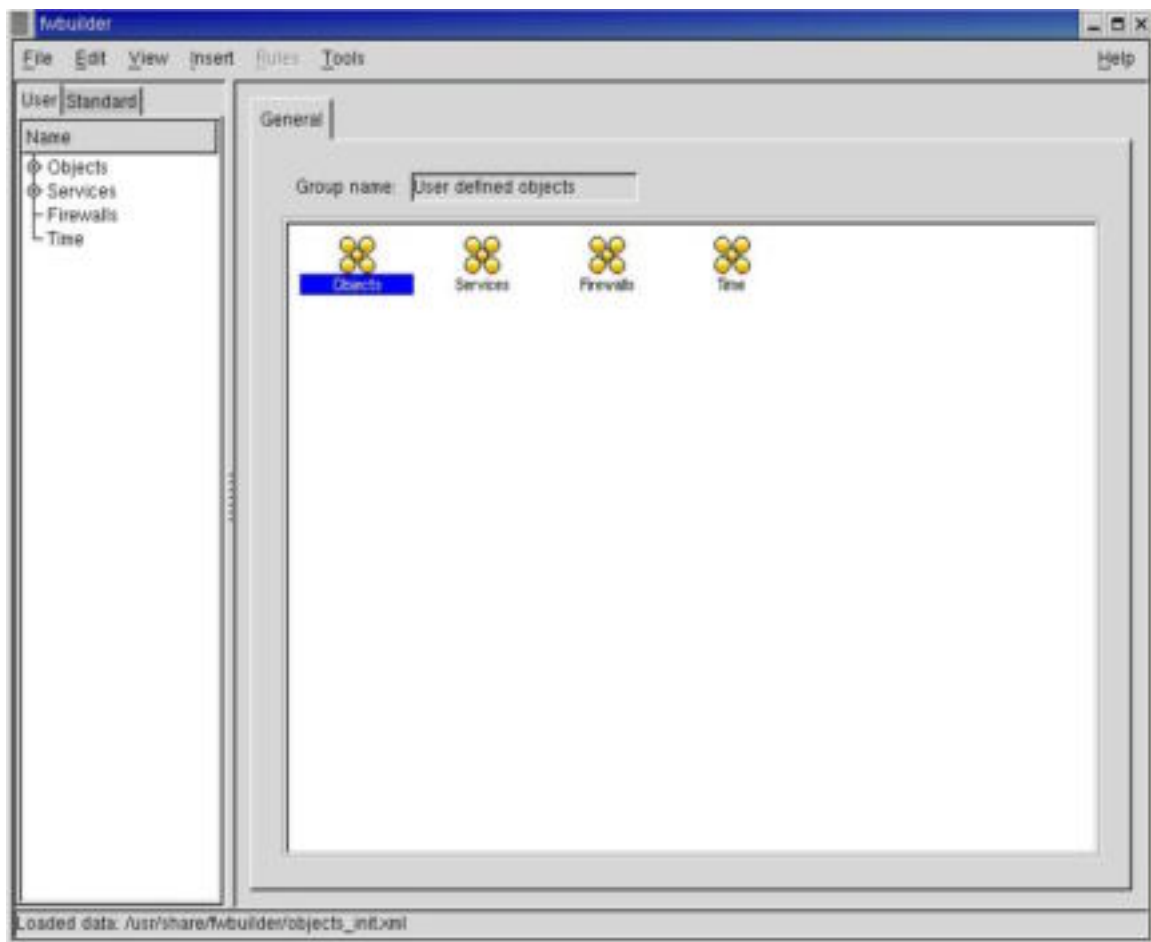 fwbuilder
File Edit View Insert Rules Tools Help
User Standard
Name
Objects
Services
Firewalls
Time
General
Group name: User defined objects
Objects Services Firewalls Time
Loaded data: /usr/share/fwbuilder/objects_init.xml